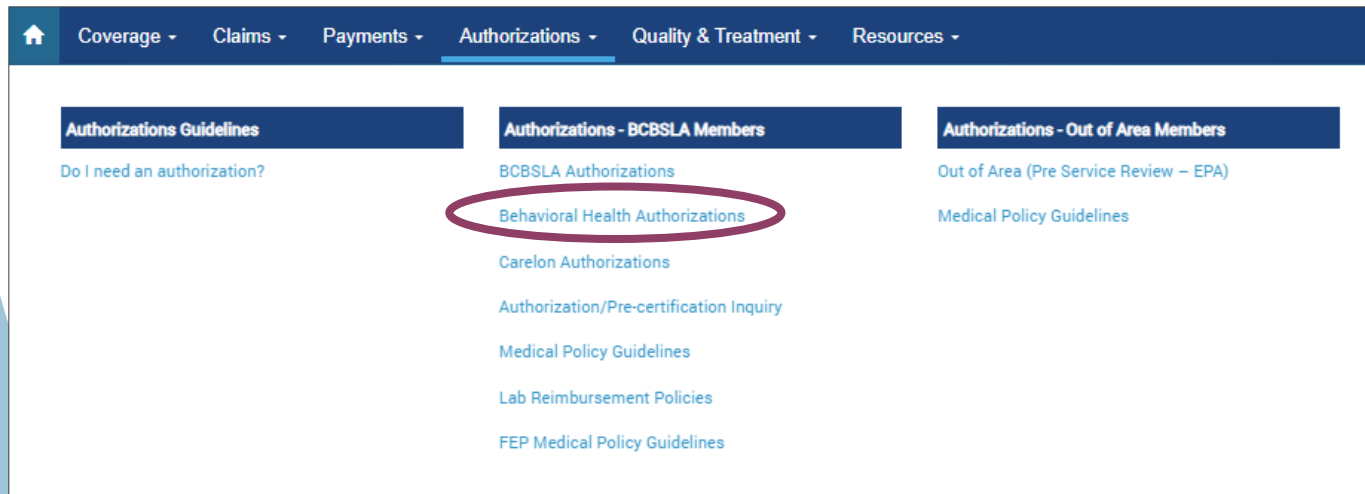 Coverage Claims Payments Authorizations Quality & Treatment Resources
Authorizations Guidelines
Do I need an authorization?
Authorizations - BCBSLA Members
BCBSLA Authorizations
Behavioral Health Authorizations
Carelon Authorizations
Authorization/Pre-certification Inquiry
Medical Policy Guidelines
Lab Reimbursement Policies
FEP Medical Policy Guidelines
Authorizations - Out of Area Members
Out of Area (Pre Service Review – EPA)
Medical Policy Guidelines